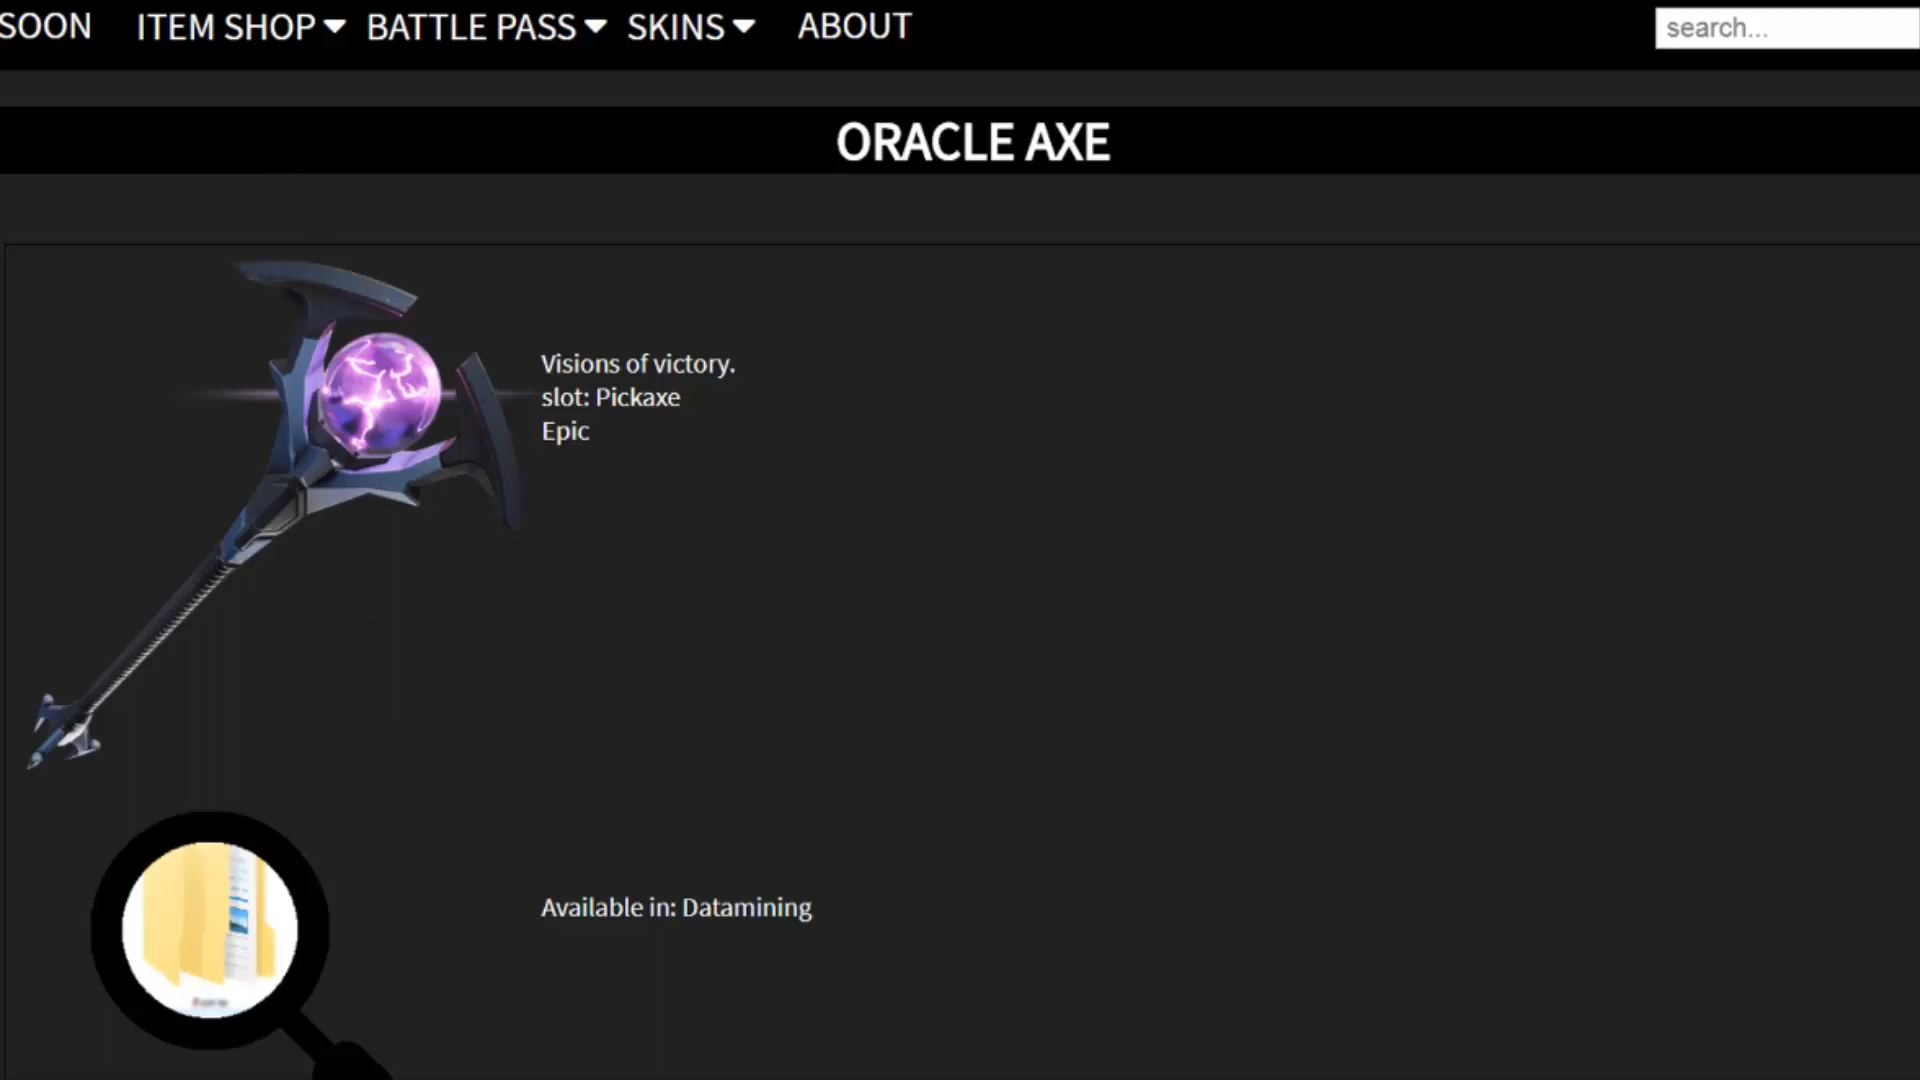 SOON ITEM SHOP BATTLE PASS SKINS ABOUT search...
ORACLE AXE
Visions of victory.
slot: Pickaxe
Epic
Available in: Datamining